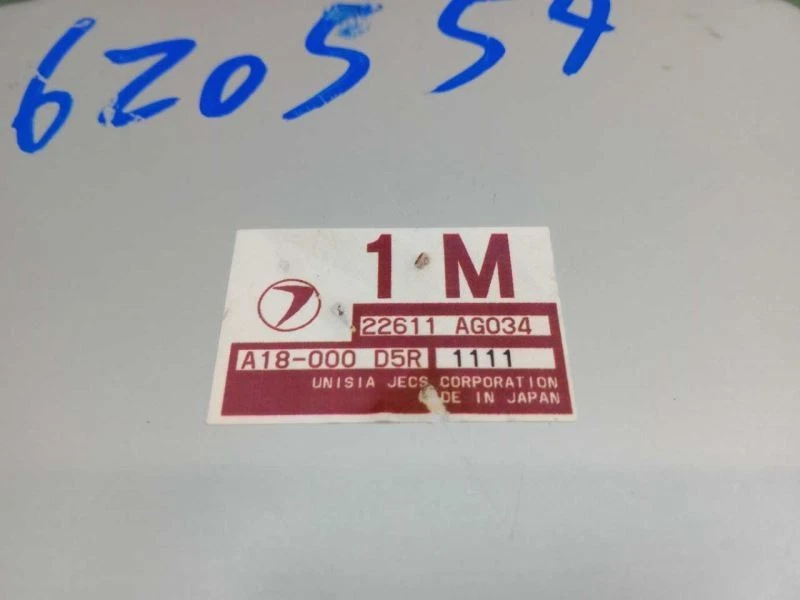 620554
1 M
22611 AG034
A18-000 D5R 1111
UNISIA JECS CORPORATION
DE IN JAPAN